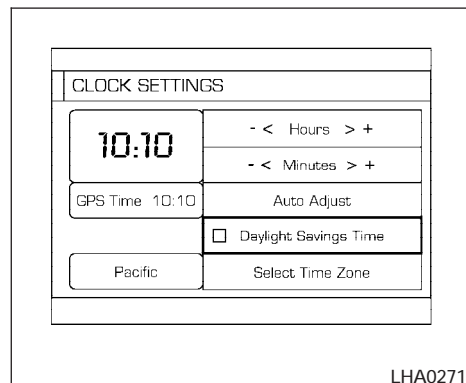 CLOCK SETTINGS
10:10
- < Hours > +
- < Minutes > +
GPS Time 10:10
Auto Adjust
Daylight Savings Time
Pacific
Select Time Zone
LHA0271